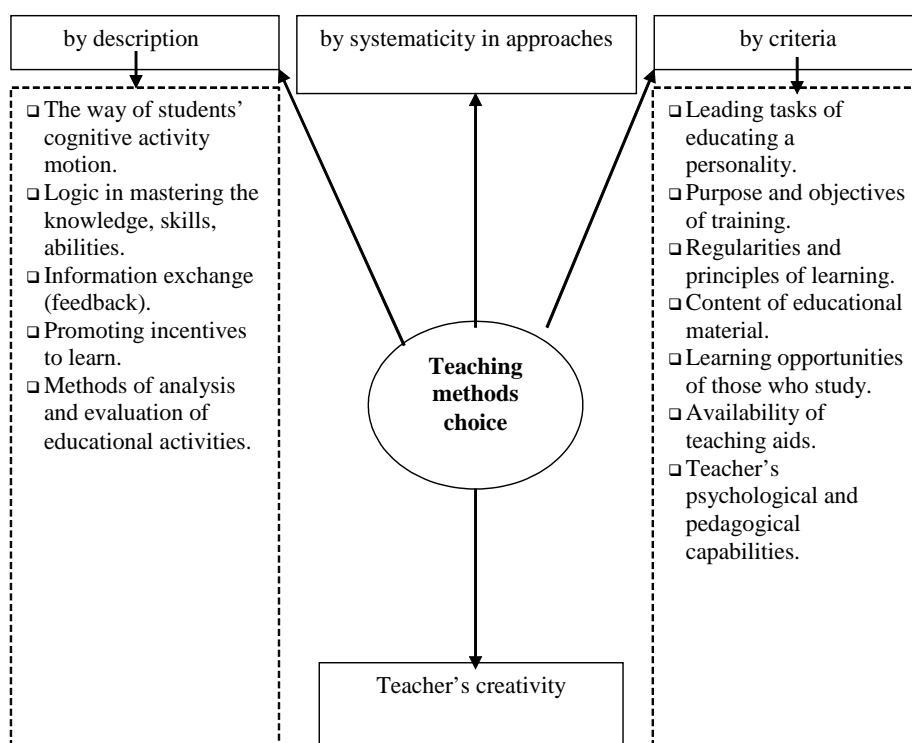 by description
by systematicity in approaches
by criteria
❑ The way of students'
cognitive activity
motion.
❑ Logic in mastering the
knowledge, skills,
abilities.
❑ Information exchange
(feedback).
❑ Promoting incentives
to learn.
❑ Methods of analysis
and evaluation of
educational activities.
❑ Leading tasks of
educating a
personality.
❑ Purpose and objectives
of training.
❑ Regularities and
principles of learning.
❑ Content of educational
material.
❑ Learning opportunities
of those who study.
❑ Availability of
teaching aids.
❑ Teacher's
psychological and
pedagogical
capabilities.
Teaching
methods
choice
Teacher's creativity